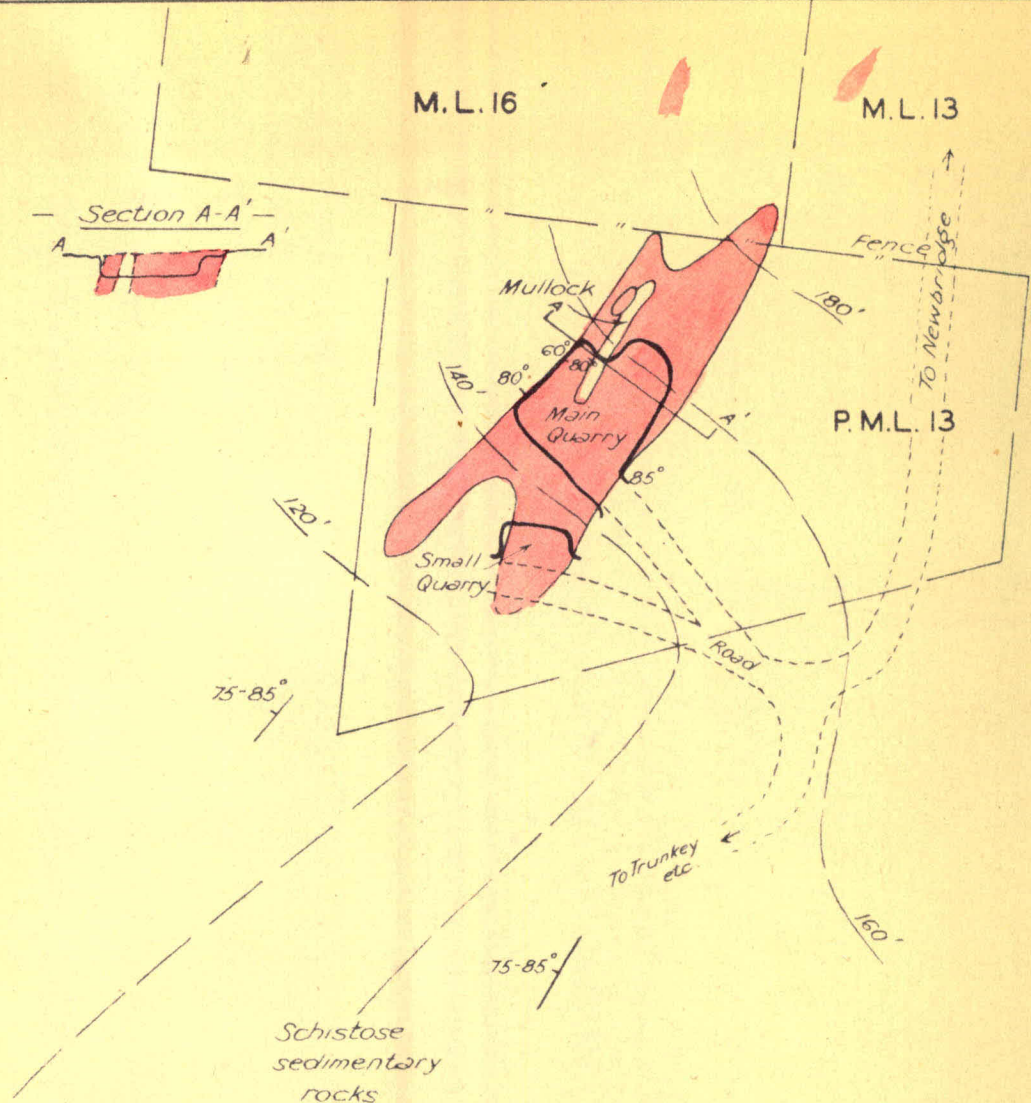 M.L.16
M.L.13
Section A-A'
A
A'
Fence
To Newbridge
Mullock
A
180'
60°
80°
80°
140'
Main
Quarry
A'
P.M.L.13
85°
120'
Small
Quarry
Road
75-85°
To Trunkey
etc.
160'
75-85°
Schistose
sedimentary
rocks